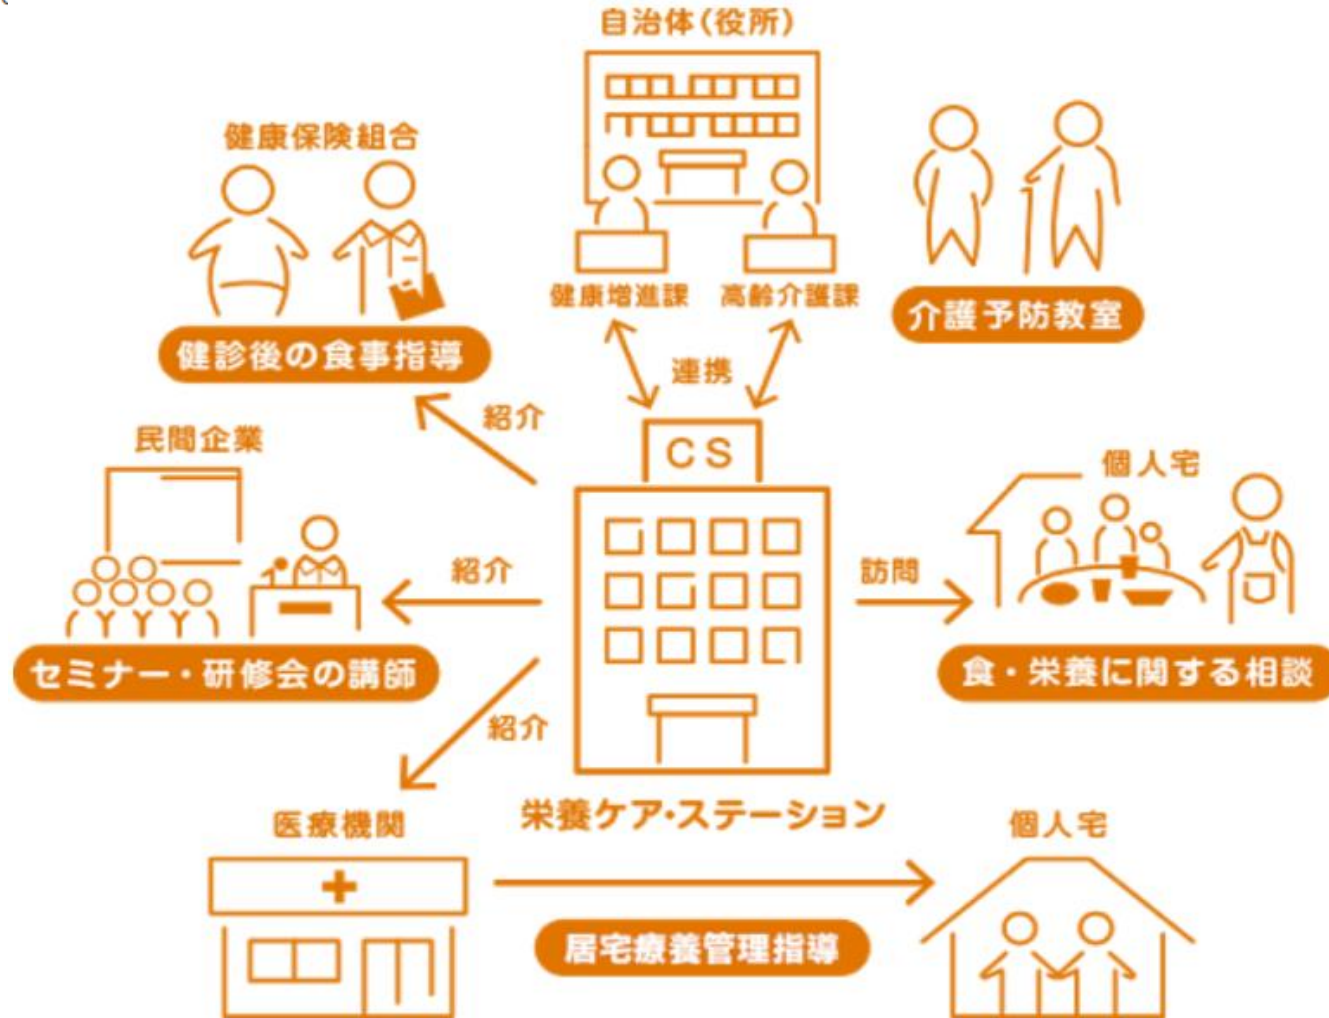 自治体(役所)
健康保険組合
健康増進課
高齢介護課
介護予防教室
健診後の食事指導
連携
紹介
民間企業
CS
個人宅
紹介
訪問
セミナー・研修会の講師
食・栄養に関する相談
紹介
医療機関
栄養ケア・ステーション
個人宅
居宅療養管理指導